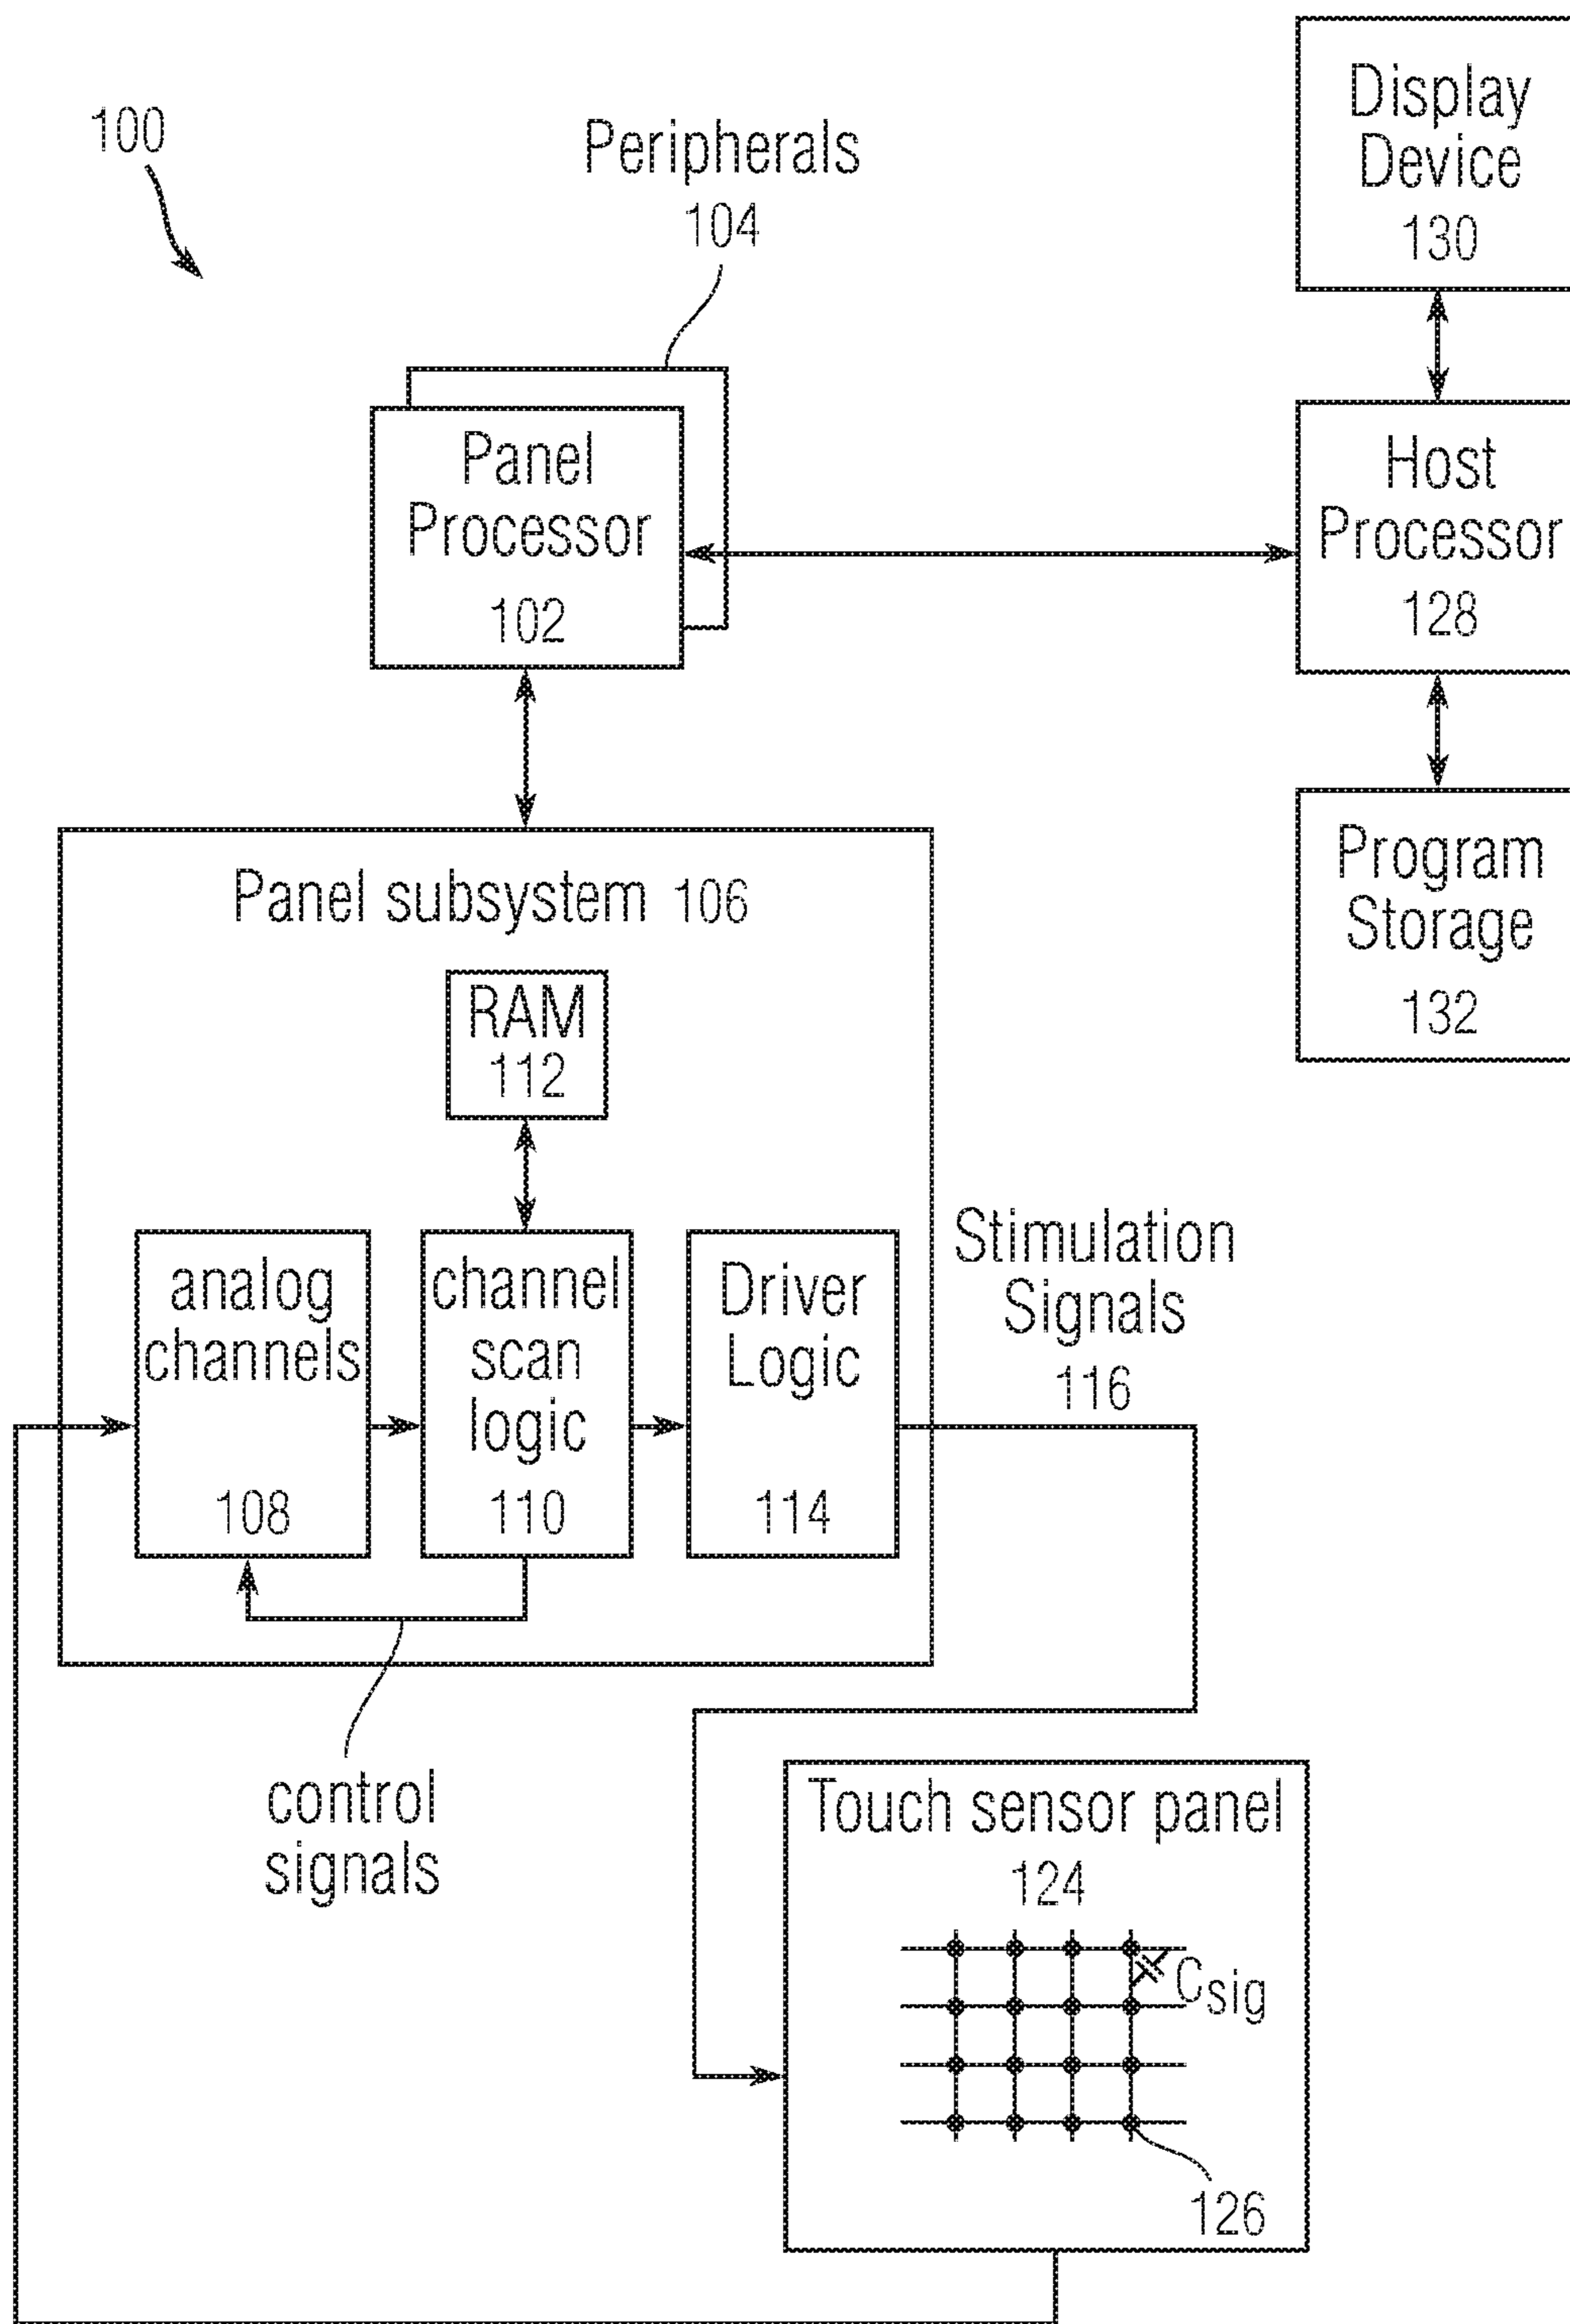 100
Peripherals
104
Display
Device
130
Panel
Processor
102
Host
Processor
128
Program
Storage
132
Panel subsystem 106
RAM
112
analog
channels
108
channel
scan
logic
110
Driver
Logic
114
Stimulation
Signals
116
control
signals
Touch sensor panel
124
Csig
126